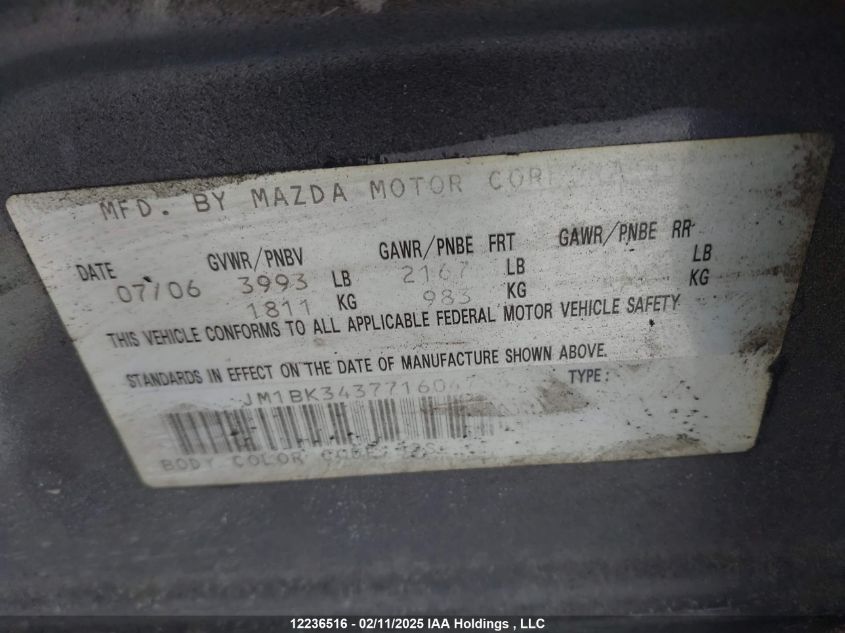 MFD. BY MAZDA MOTOR
DATE GVWR/PNBV GAWR/PNBE FRT GAWR/PNBE RR
07/06 3993 LB 2167 LB LB
1811 KG 983 KG KG
THIS VEHICLE CONFORMS TO ALL APPLICABLE FEDERAL MOTOR VEHICLE SAFETY
STANDARDS IN EFFECT ON THE DATE OF MANUFACTURE SHOWN ABOVE.
TYPE:
BODY COLOR CODE:
12236516 - 02/11/2025 IAA Holdings , LLC